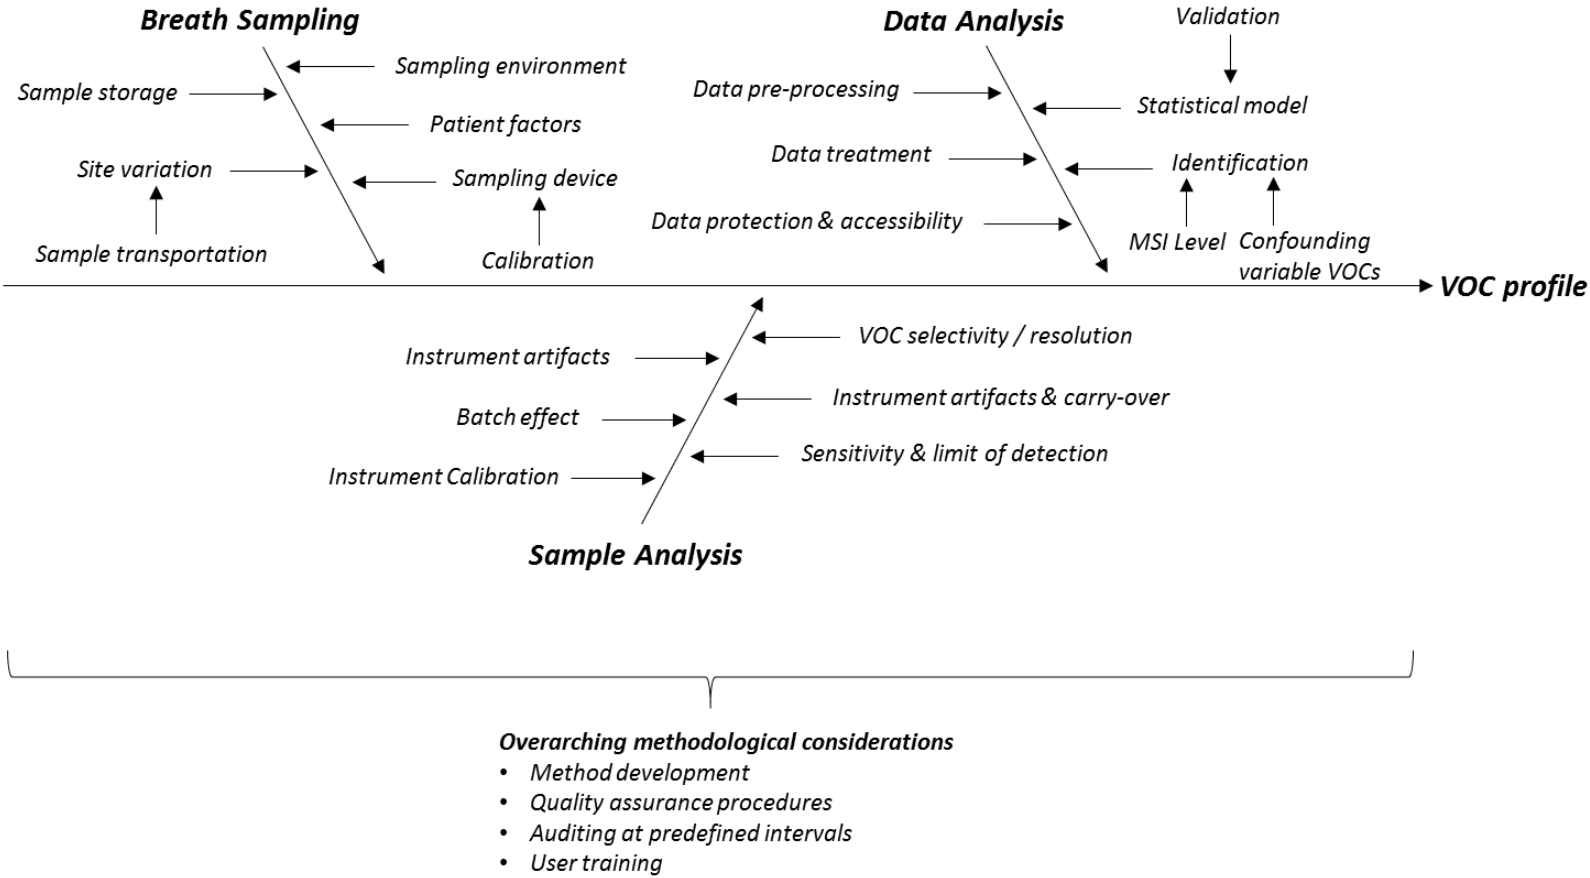 Breath Sampling
Sampling environment
Sample storage
Patient factors
Site variation
Sampling device
Sample transportation
Calibration
Data Analysis
Validation
Data pre-processing
Statistical model
Data treatment
Identification
Data protection & accessibility
MSI Level
Confounding
variable VOCs
VOC profile
VOC selectivity / resolution
Instrument artifacts
Instrument artifacts & carry-over
Batch effect
Sensitivity & limit of detection
Instrument Calibration
Sample Analysis
Overarching methodological considerations
• Method development
• Quality assurance procedures
• Auditing at predefined intervals
• User training